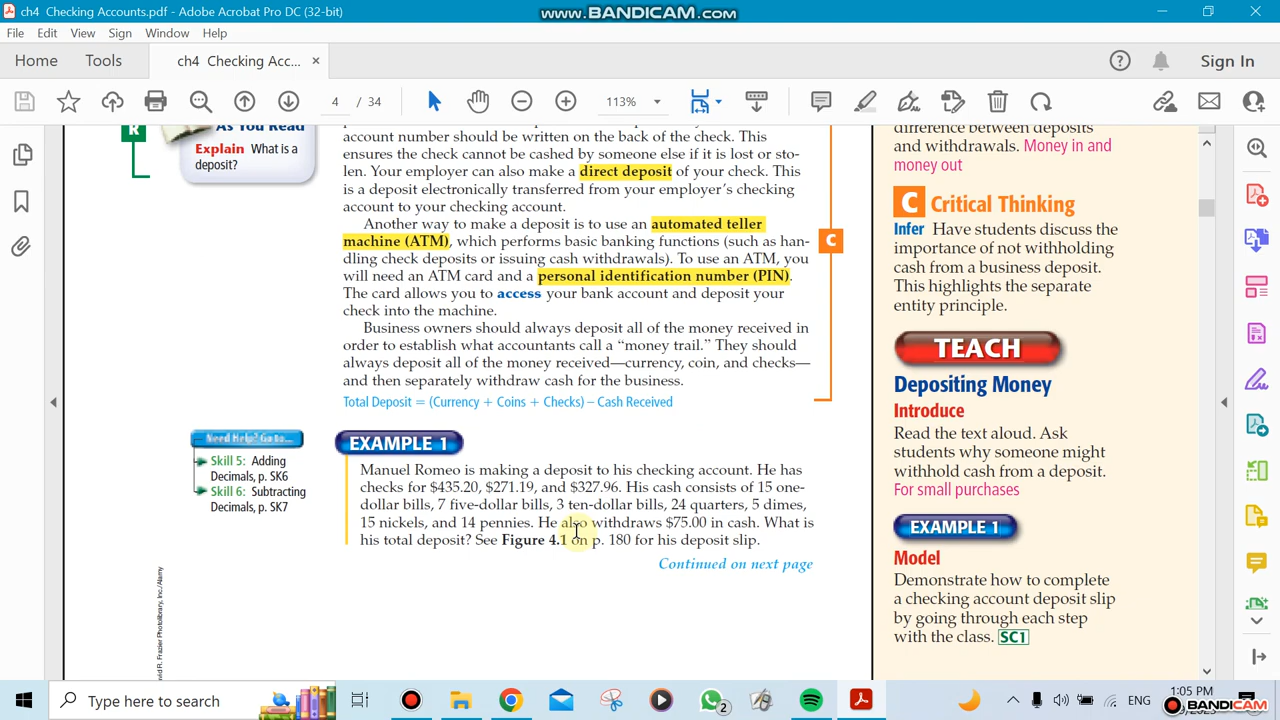 ch4 Checking Accounts.pdf - Adobe Acrobat Pro DC (32-bit)
www.BANDICAM.com
File Edit View Sign Window Help
Home Tools ch4 Checking Acc... × Sign In
4 / 34 113%
As You Read
Explain What is a
deposit?
account number should be written on the back of the check. This
ensures the check cannot be cashed by someone else if it is lost or sto-
len. Your employer can also make a direct deposit of your check. This
is a deposit electronically transferred from your employer's checking
account to your checking account.
Another way to make a deposit is to use an automated teller
machine (ATM), which performs basic banking functions (such as han-
dling check deposits or issuing cash withdrawals). To use an ATM, you
will need an ATM card and a personal identification number (PIN).
The card allows you to access your bank account and deposit your
check into the machine.
Business owners should always deposit all of the money received in
order to establish what accountants call a “money trail.” They should
always deposit all of the money received—currency, coin, and checks—
and then separately withdraw cash for the business.
Total Deposit = (Currency + Coins + Checks) – Cash Received
R
C
Need Help? Go to...
Skill 5: Adding
Decimals, p. SK6
Skill 6: Subtracting
Decimals, p. SK7
EXAMPLE 1
Manuel Romeo is making a deposit to his checking account. He has
checks for $435.20, $271.19, and $327.96. His cash consists of 15 one-
dollar bills, 7 five-dollar bills, 3 ten-dollar bills, 24 quarters, 5 dimes,
15 nickels, and 14 pennies. He also withdraws $75.00 in cash. What is
his total deposit? See Figure 4.1 on p. 180 for his deposit slip.
Continued on next page
difference between deposits
and withdrawals. Money in and
money out
C Critical Thinking
Infer Have students discuss the
importance of not withholding
cash from a business deposit.
This highlights the separate
entity principle.
TEACH
Depositing Money
Introduce
Read the text aloud. Ask
students why someone might
withhold cash from a deposit.
For small purchases
EXAMPLE 1
Model
Demonstrate how to complete
a checking account deposit slip
by going through each step
with the class. SC1
Type here to search
2
ENG
1:05 PM
BANDICAM